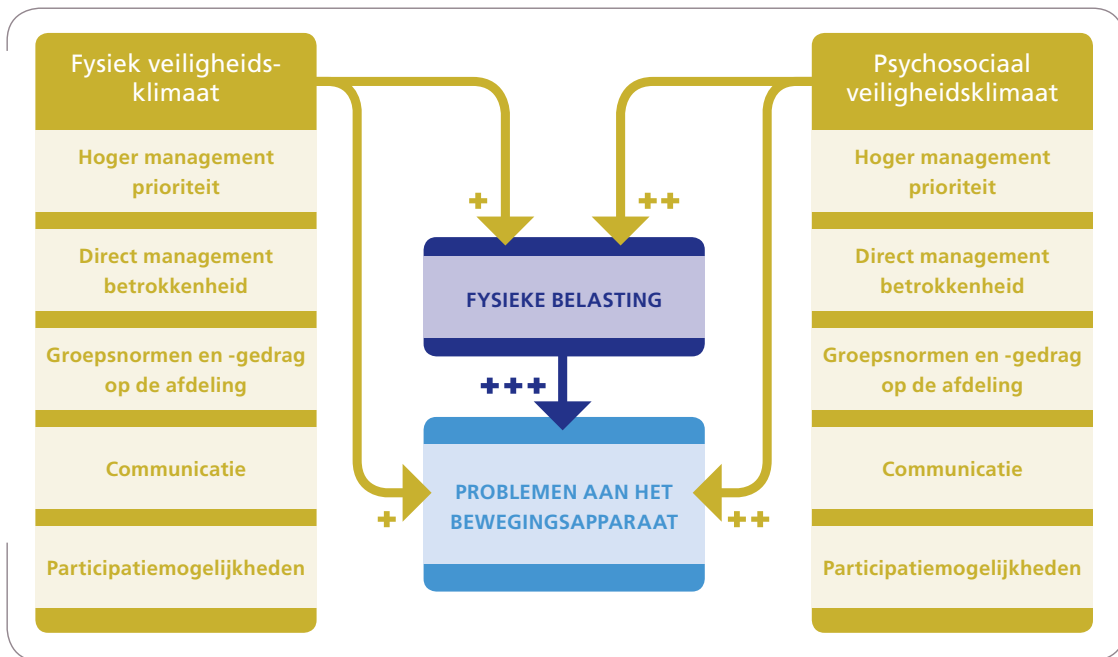 Fysiek veiligheids-
klimaat
Hoger management
prioriteit
Direct management
betrokkenheid
Groepsnormen en -gedrag
op de afdeling
Communicatie
Participatiemogelijkheden
+
++
FYSIEKE BELASTING
+++
PROBLEMEN AAN HET
BEWEGINGSAPPARAAT
+
++
Psychosociaal
veiligheidsklimaat
Hoger management
prioriteit
Direct management
betrokkenheid
Groepsnormen en -gedrag
op de afdeling
Communicatie
Participatiemogelijkheden